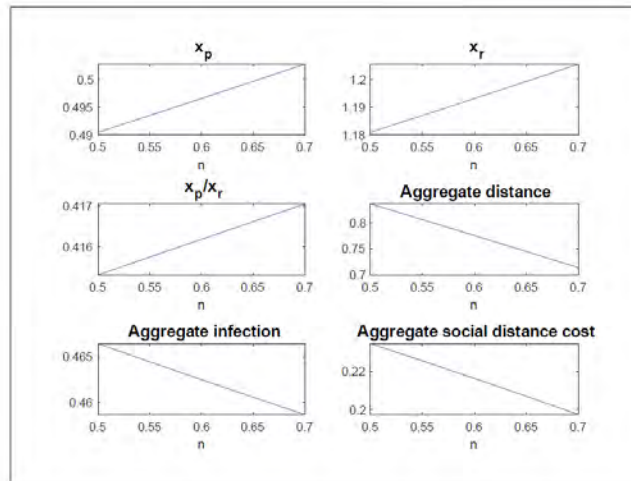 x_p
x_r
0.5
0.495
0.49
1.2
1.19
1.18
0.5 0.55 0.6 0.65 0.7
0.5 0.55 0.6 0.65 0.7
n
n
x_p/x_r
Aggregate distance
0.417
0.416
0.8
0.75
0.7
0.5 0.55 0.6 0.65 0.7
0.5 0.55 0.6 0.65 0.7
n
n
Aggregate infection
Aggregate social distance cost
0.465
0.46
0.22
0.2
0.5 0.55 0.6 0.65 0.7
0.5 0.55 0.6 0.65 0.7
n
n